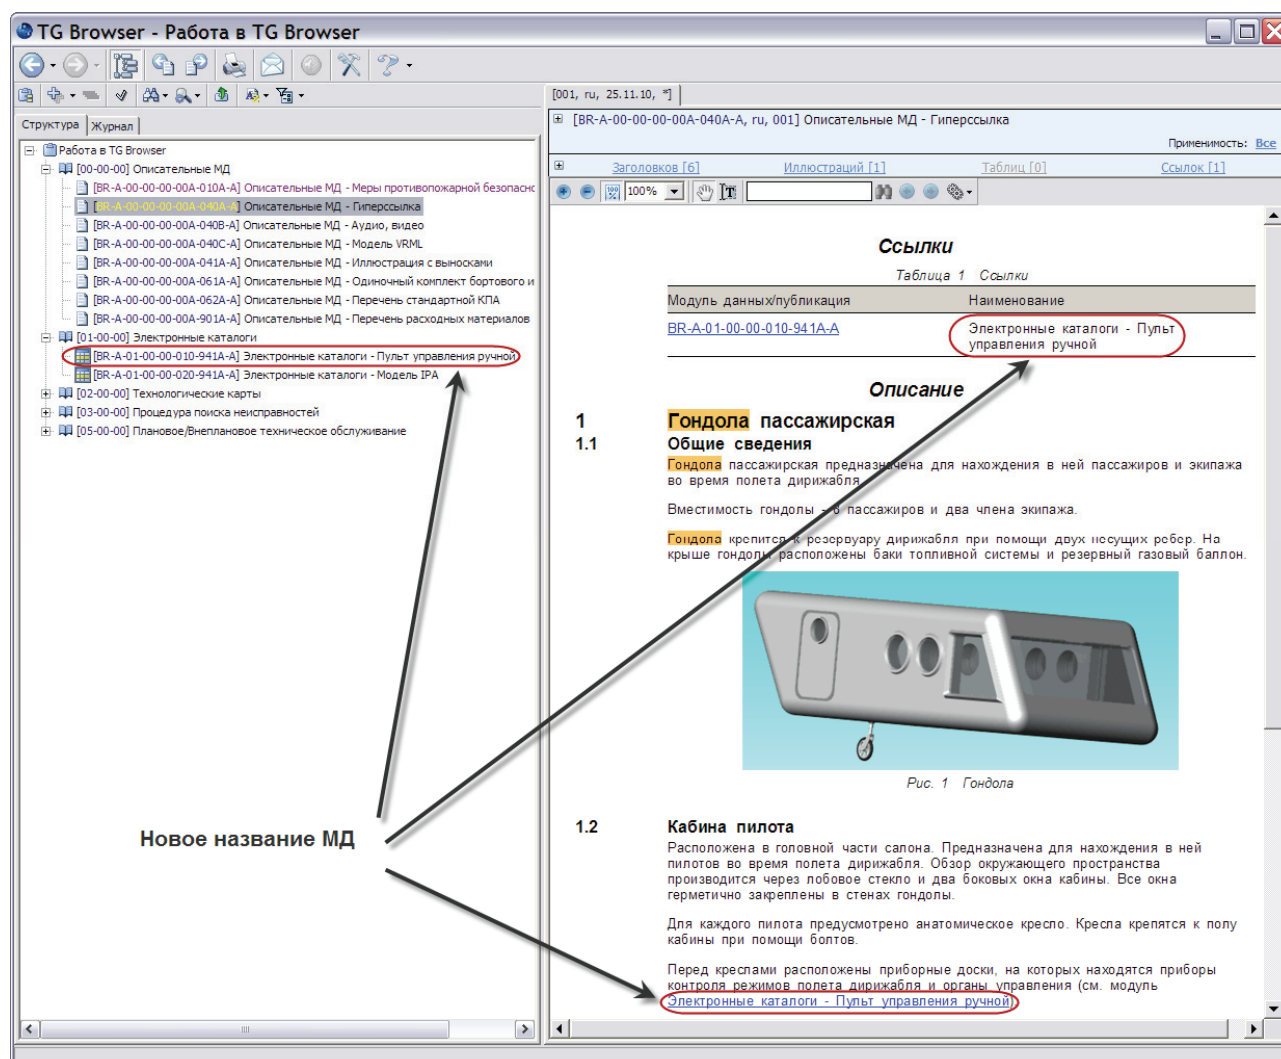 TG Browser - Работа в TG Browser
Структура
Журнал
Работа в TG Browser
[00-00-00] Описательные МД
[BR-A-00-00-00-00A-010A-A] Описательные МД - Меры противопожарной безопасно
[BR-A-00-00-00-00A-040A-A] Описательные МД - Гиперссылка
[BR-A-00-00-00-00A-040B-A] Описательные МД - Аудио, видео
[BR-A-00-00-00-00A-040C-A] Описательные МД - Модель VRML
[BR-A-00-00-00-00A-041A-A] Описательные МД - Иллюстрация с выносками
[BR-A-00-00-00-00A-061A-A] Описательные МД - Одиночный комплект бортового и
[BR-A-00-00-00-00A-062A-A] Описательные МД - Перечень стандартной КПА
[BR-A-00-00-00-00A-901A-A] Описательные МД - Перечень расходных материалов
[01-00-00] Электронные каталоги
[BR-A-01-00-00-010-941A-A] Электронные каталоги - Пульт управления ручной
[BR-A-01-00-00-020-941A-A] Электронные каталоги - Модель IPA
[02-00-00] Технологические карты
[03-00-00] Процедура поиска неисправностей
[05-00-00] Плановое/Внеплановое техническое обслуживание
Новое название МД
[001, ru, 25.11.10, *]
[BR-A-00-00-00-00A-040A-A, ru, 001] Описательные МД - Гиперссылка
Применимость: Все
Заголовков [6] Иллюстраций [1] Таблиц [0] Ссылок [1]
100%
Ссылки
Таблица 1 Ссылки
Модуль данных/публикация Наименование
BR-A-01-00-00-010-941A-A Электронные каталоги - Пульт
управления ручной
Описание
1 Гондола пассажирская
1.1 Общие сведения
Гондола пассажирская предназначена для нахождения в ней пассажиров и экипажа
во время полета дирижабля.
Вместимость гондолы - 8 пассажиров и два члена экипажа.
Гондола крепится к резервуару дирижабля при помощи двух несущих ребер. На
крыше гондолы расположены баки топливной системы и резервный газовый баллон.
Рис. 1 Гондола
1.2 Кабина пилота
Расположена в головной части салона. Предназначена для нахождения в ней
пилотов во время полета дирижабля. Обзор окружающего пространства
производится через лобовое стекло и два боковых окна кабины. Все окна
герметично закреплены в стенах гондолы.
Для каждого пилота предусмотрено анатомическое кресло. Кресла крепятся к полу
кабины при помощи болтов.
Перед креслами расположены приборные доски, на которых находятся приборы
контроля режимов полета дирижабля и органы управления (см. модуль
Электронные каталоги - Пульт управления ручной)